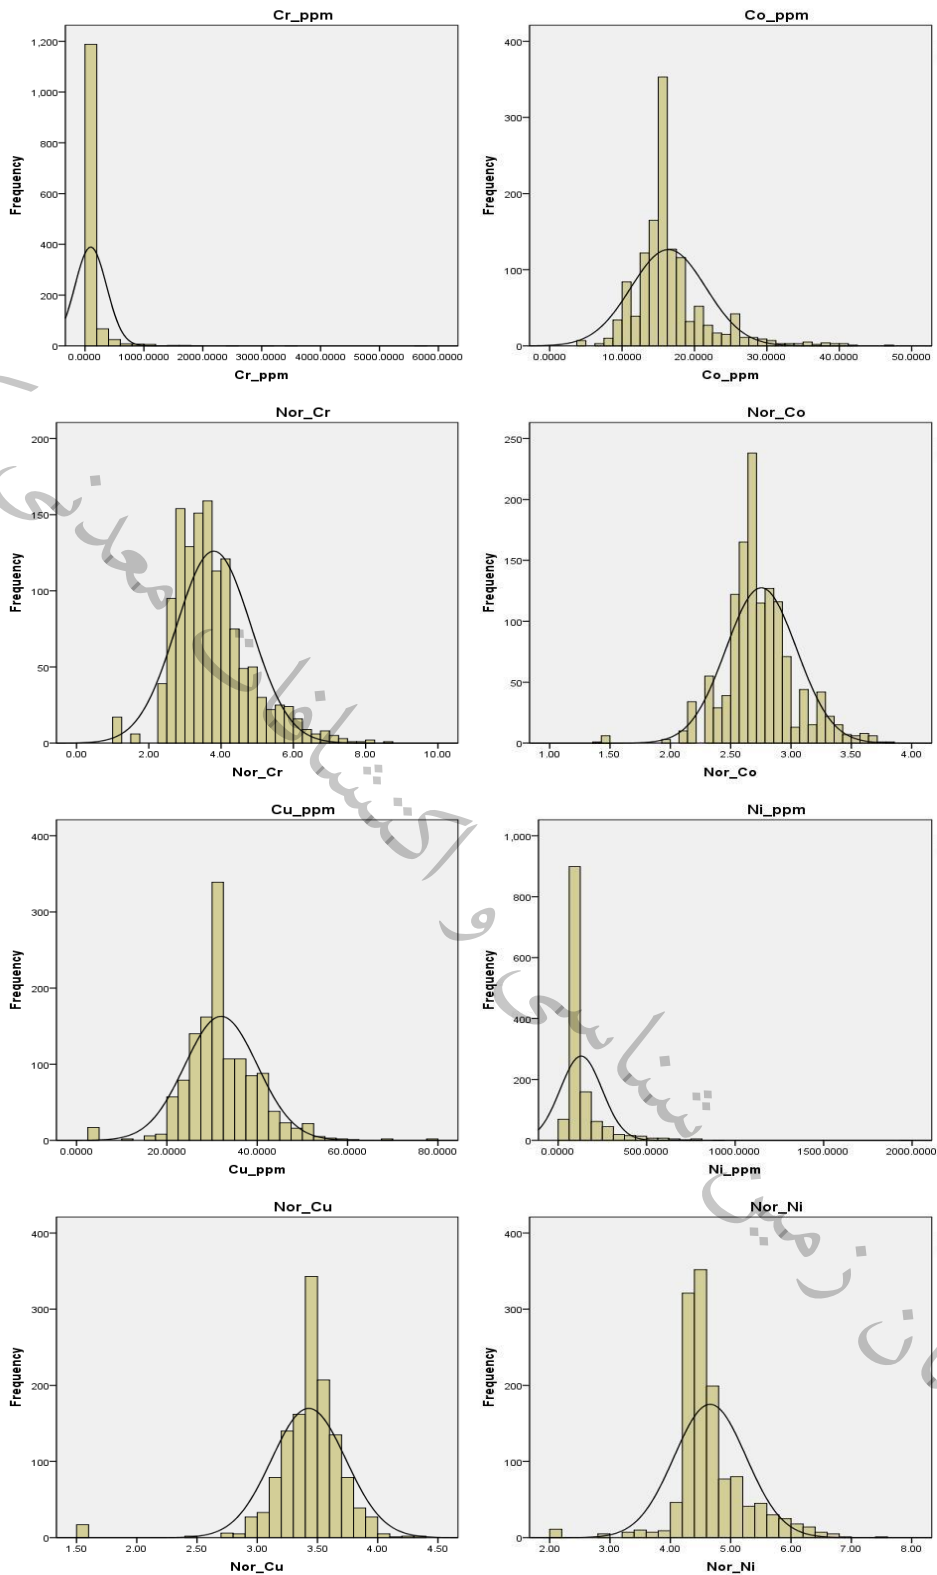 Cr_ppm
Frequency
1,200
1,000
800
600
400
200
0
0.0000 1000.0000 2000.0000 3000.0000 4000.0000 5000.0000 6000.0000
Cr_ppm
Co_ppm
Frequency
400
300
200
100
0
0.0000 10.0000 20.0000 30.0000 40.0000 50.0000
Co_ppm
Nor_Cr
Frequency
200
150
100
50
0
0.00 2.00 4.00 6.00 8.00 10.00
Nor_Cr
Nor_Co
Frequency
250
200
150
100
50
0
1.00 1.50 2.00 2.50 3.00 3.50 4.00
Nor_Co
Cu_ppm
Frequency
400
300
200
100
0
0.0000 20.0000 40.0000 60.0000 80.0000
Cu_ppm
Ni_ppm
Frequency
1,000
800
600
400
200
0
0.0000 500.0000 1000.0000 1500.0000 2000.0000
Ni_ppm
Nor_Cu
Frequency
400
300
200
100
0
1.50 2.00 2.50 3.00 3.50 4.00 4.50
Nor_Cu
Nor_Ni
Frequency
400
300
200
100
0
2.00 3.00 4.00 5.00 6.00 7.00 8.00
Nor_Ni
زمین شناسی و اکتشافات معدنی